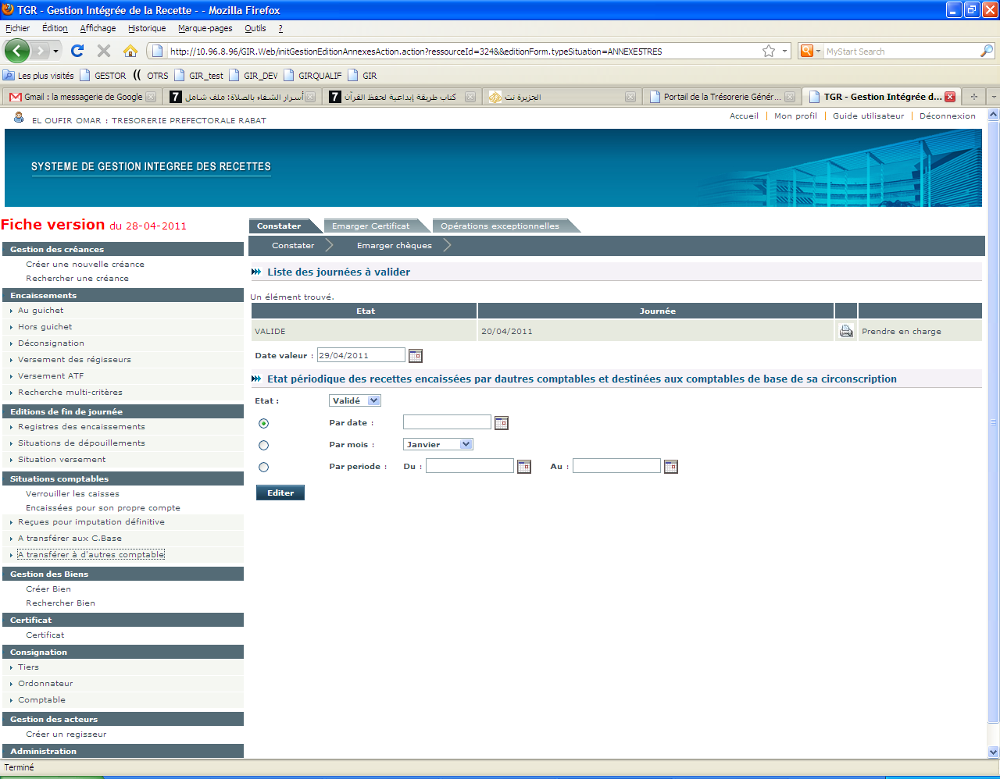 TGR - Gestion Intégrée de la Recette - - Mozilla Firefox
Fichier Édition Affichage Historique Marque-pages Outils ?
http://10.96.8.96/GIR.Web/initGestionEditionAnnexesAction.action?ressourceId=324&&editionForm.typeSituation=ANNEXE5TRES
MyStart Search
Les plus visités GESTOR OTRS GIR_test GIR_DEV GIRQUALIF GIR
Gmail : la messagerie de Google
7 أسرار الشفاء بالصلاة: ملف شامل
7 كتاب طريقة إبداعية لحفظ القرآن
الجزيرة نت
Portail de la Trésorerie Génér...
TGR - Gestion Intégrée d...
EL OUFIR OMAR : TRESORERIE PREFECTORALE RABAT
Accueil | Mon profil | Guide utilisateur | Déconnexion
SYSTEME DE GESTION INTEGREE DES RECETTES
Fiche version du 28-04-2011
Gestion des créances
Créer une nouvelle créance
Rechercher une créance
Encaissements
Au guichet
Hors guichet
Déconsignation
Versement des régisseurs
Versement ATF
Recherche multi-critères
Editions de fin de journée
Registres des encaissements
Situations de dépouillements
Situation versement
Situations comptables
Verrouiller les caisses
Encaissées pour son propre compte
Reçues pour imputation définitive
A transférer aux C.Base
A transférer à d'autres comptable
Gestion des Biens
Créer Bien
Rechercher Bien
Certificat
Certificat
Consignation
Tiers
Ordonnateur
Comptable
Gestion des acteurs
Créer un regisseur
Administration
Constater Emarger Certificat Opérations exceptionnelles
Constater Emarger chèques
Liste des journées à valider
Un élément trouvé.
Etat Journée
VALIDE 20/04/2011 Prendre en charge
Date valeur : 29/04/2011
Etat périodique des recettes encaissées par dautres comptables et destinées aux comptables de base de sa circonscription
Etat : Validé
Par date :
Par mois : Janvier
Par periode : Du : Au :
Editer
Terminé